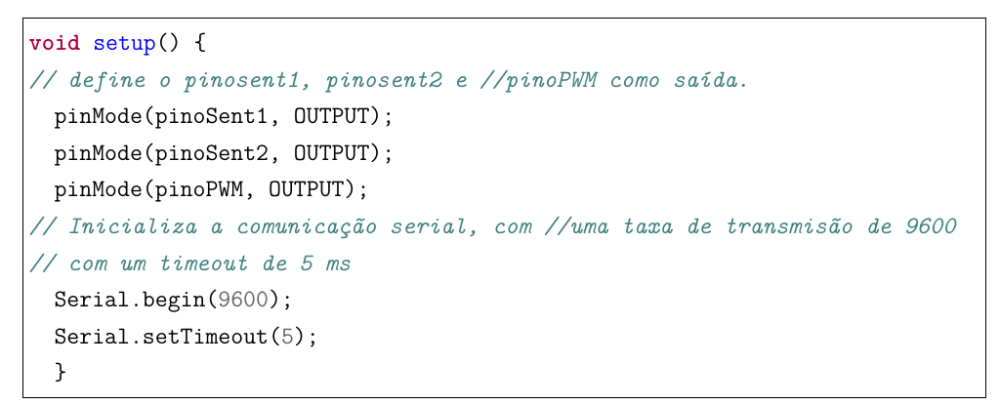 void setup() {
// define o pinosent1, pinosent2 e //pinoPWM como saída.
pinMode(pinoSent1, OUTPUT);
pinMode(pinoSent2, OUTPUT);
pinMode(pinoPWM, OUTPUT);
// Inicializa a comunicação serial, com //uma taxa de transmisão de 9600
// com um timeout de 5 ms
Serial.begin(9600);
Serial.setTimeout(5);
}